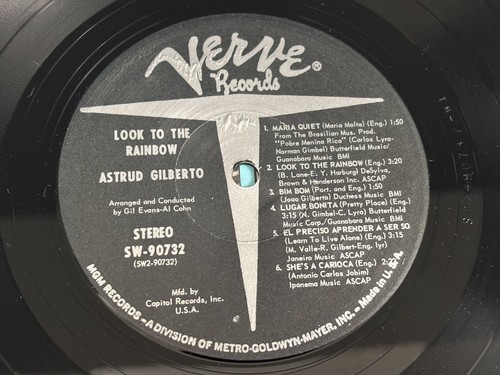 Verve®
Records
LOOK TO THE
RAINBOW
ASTRUD GILBERTO
Arranged and Conducted
by Gil Evans-Al Cohn
STEREO
SW-90732
(SW2-90732)
Mfd. by
Capitol Records, Inc.
U.S.A.
1. MARIA QUIET (Maria Moite) (Eng.) 1:50
From The Brasilian Mus. Prod.
"Pobre Menina Rica" (Carlos Lyra-
Norman Gimbel) Butterfield Music/
Guanabara Music BMI
2. LOOK TO THE RAINBOW (Eng.) 3:20
(B. Lane-E. Y. Harburg) DeSylva,
Brown & Henderson Inc. ASCAP
3. BIM BOM (Port. and Eng.) 1:50
(Joao Gilberto) Duchess Music BMI
4. LUGAR BONITA (Pretty Place) (Eng.)
3:15 (N. Gimbel-C. Lyra) Butterfield
Music Corp./Guanabara Music BMI
5. EL PRECISO APRENDER A SER SO
(Learn To Live Alone) (Eng.) 3:15
(M. Valle-R. Gilbert-Eng. lyr)
Janeiro Music ASCAP
6. SHE'S A CARIOCA (Eng.)
(Antonio Carlos Jobim)
Ipanema Music ASCAP
MGM RECORDS - A DIVISION OF METRO-GOLDWYN-MAYER, INC. - Made in U.S.A.